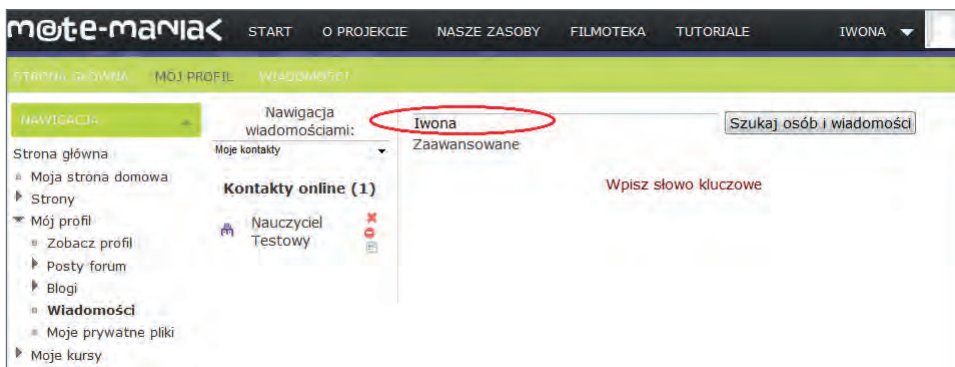 m@te-mania<
START O PROJEKCIE NASZE ZASOBY FILMOTEKA TUTORIALE IWONA
STRONA GŁÓWNA MÓJ PROFIL WIADOMOŚCI
NAWIGACJA
Strona główna
Moja strona domowa
Strony
Mój profil
Zobacz profil
Posty forum
Blogi
Wiadomości
Moje prywatne pliki
Moje kursy
Nawigacja
wiadomościami:
Moje kontakty
Kontakty online (1)
Nauczyciel
Testowy
Iwona
Szukaj osób i wiadomości
Zaawansowane
Wpisz słowo kluczowe